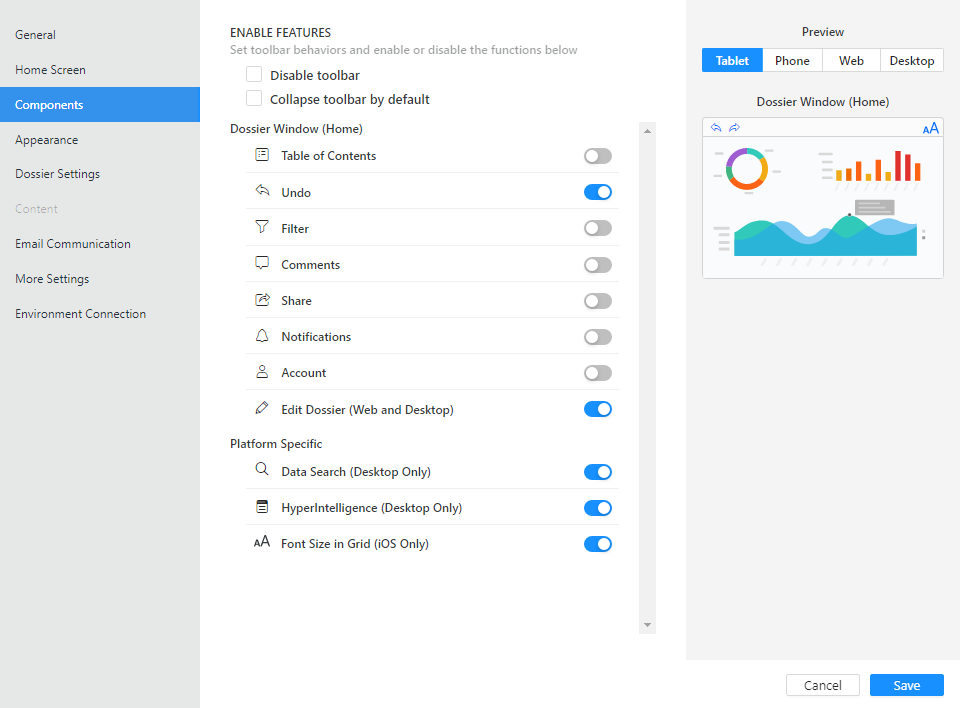 General
Home Screen
Components
Appearance
Dossier Settings
Content
Email Communication
More Settings
Environment Connection
ENABLE FEATURES
Set toolbar behaviors and enable or disable the functions below
Disable toolbar
Collapse toolbar by default
Dossier Window (Home)
Table of Contents
Undo
Filter
Comments
Share
Notifications
Account
Edit Dossier (Web and Desktop)
Platform Specific
Data Search (Desktop Only)
HyperIntelligence (Desktop Only)
AA Font Size in Grid (iOS Only)
Preview
Tablet Phone Web Desktop
Dossier Window (Home)
AA
Cancel Save